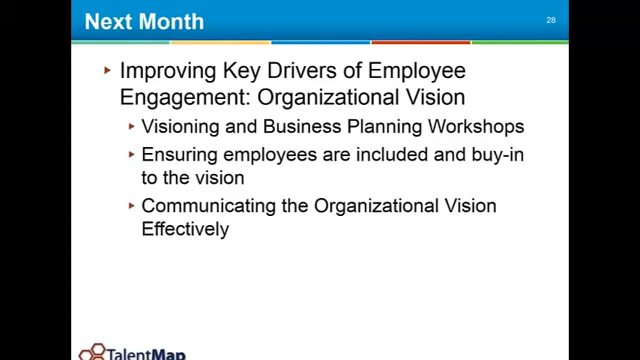 Next Month
28
Improving Key Drivers of Employee
Engagement: Organizational Vision
Visioning and Business Planning Workshops
Ensuring employees are included and buy-in
to the vision
Communicating the Organizational Vision
Effectively
TalentMap